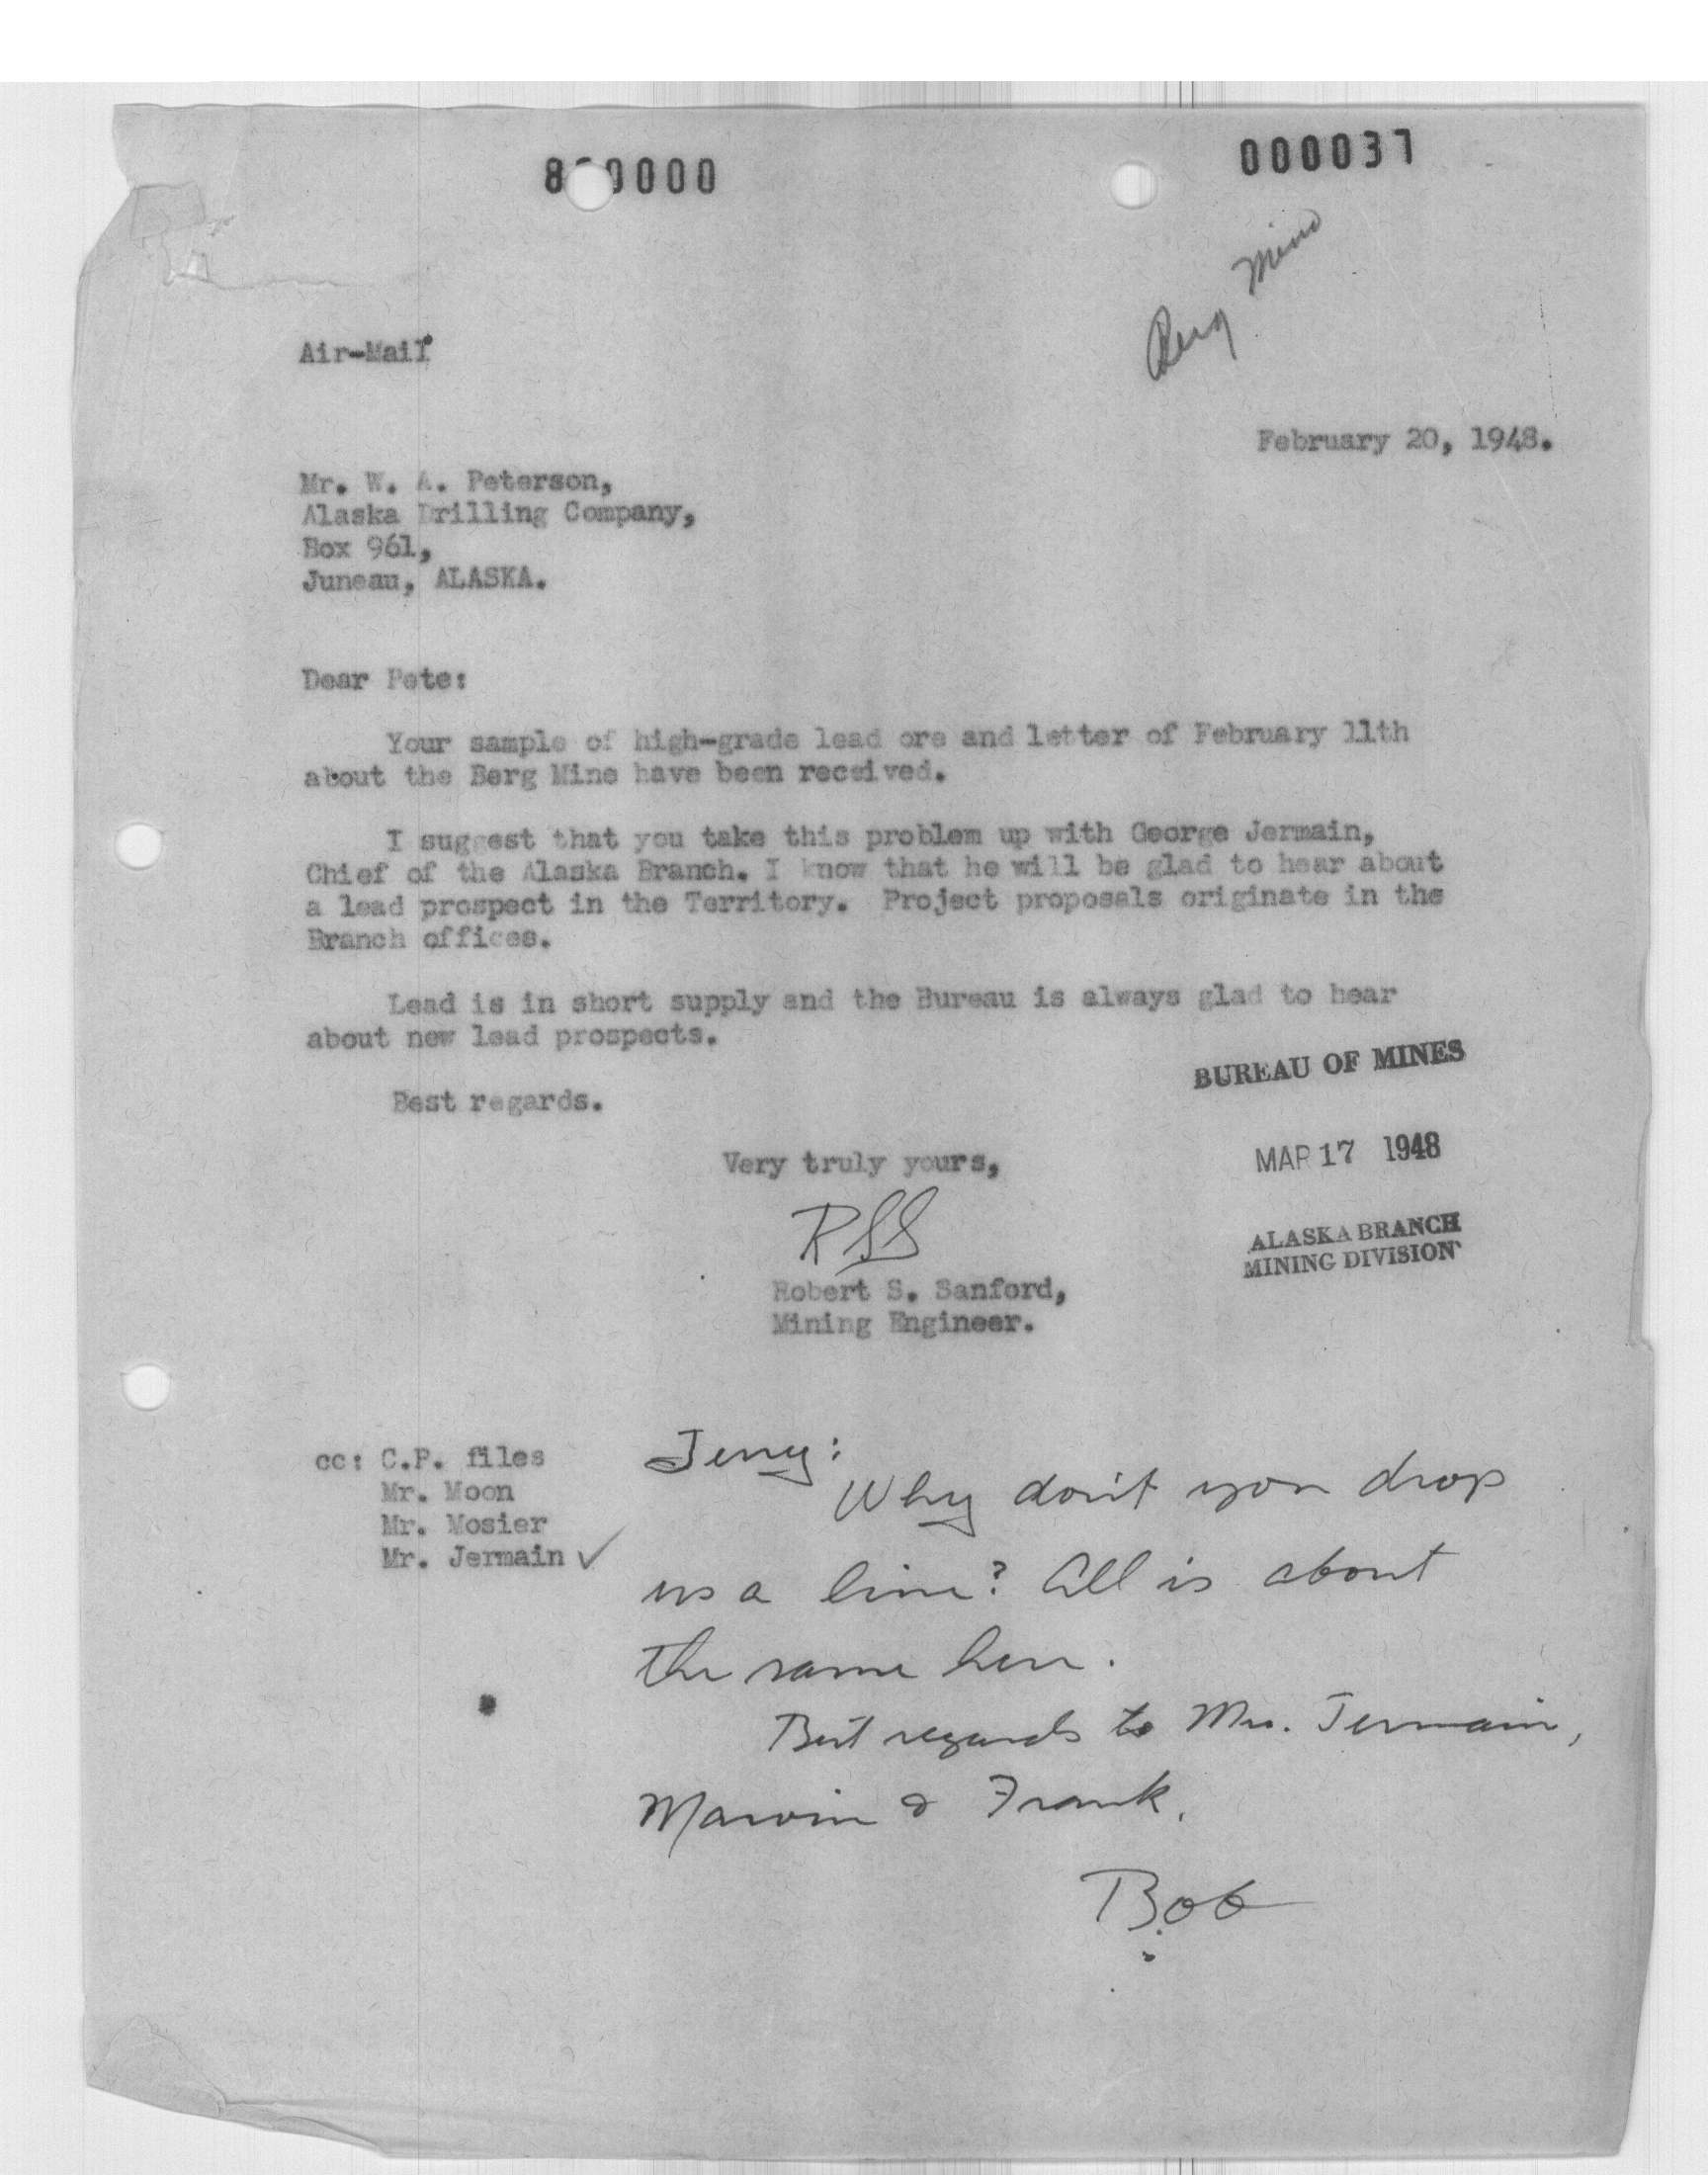 000037
Berg Mine
Air-Mail
February 20, 1948.
Mr. W. A. Peterson,
Alaska Drilling Company,
Box 961,
Juneau, ALASKA.
Dear Pete:
Your sample of high-grade lead ore and letter of February 11th
about the Berg Mine have been received.
I suggest that you take this problem up with George Jermain,
Chief of the Alaska Branch. I know that he will be glad to hear about
a lead prospect in the Territory. Project proposals originate in the
Branch offices.
Lead is in short supply and the Bureau is always glad to hear
about new lead prospects.
Best regards.
BUREAU OF MINES
MAR 17 1948
ALASKA BRANCH
MINING DIVISION
Very truly yours,
RSS
Robert S. Sanford,
Mining Engineer.
cc: C.F. files
Mr. Moon
Mr. Mosier
Mr. Jermain ✓
Jerry:
Why don't you drop
us a line? All is about
the same here.
Best regards to Mrs. Jermain,
Marvin & Frank.
Bob